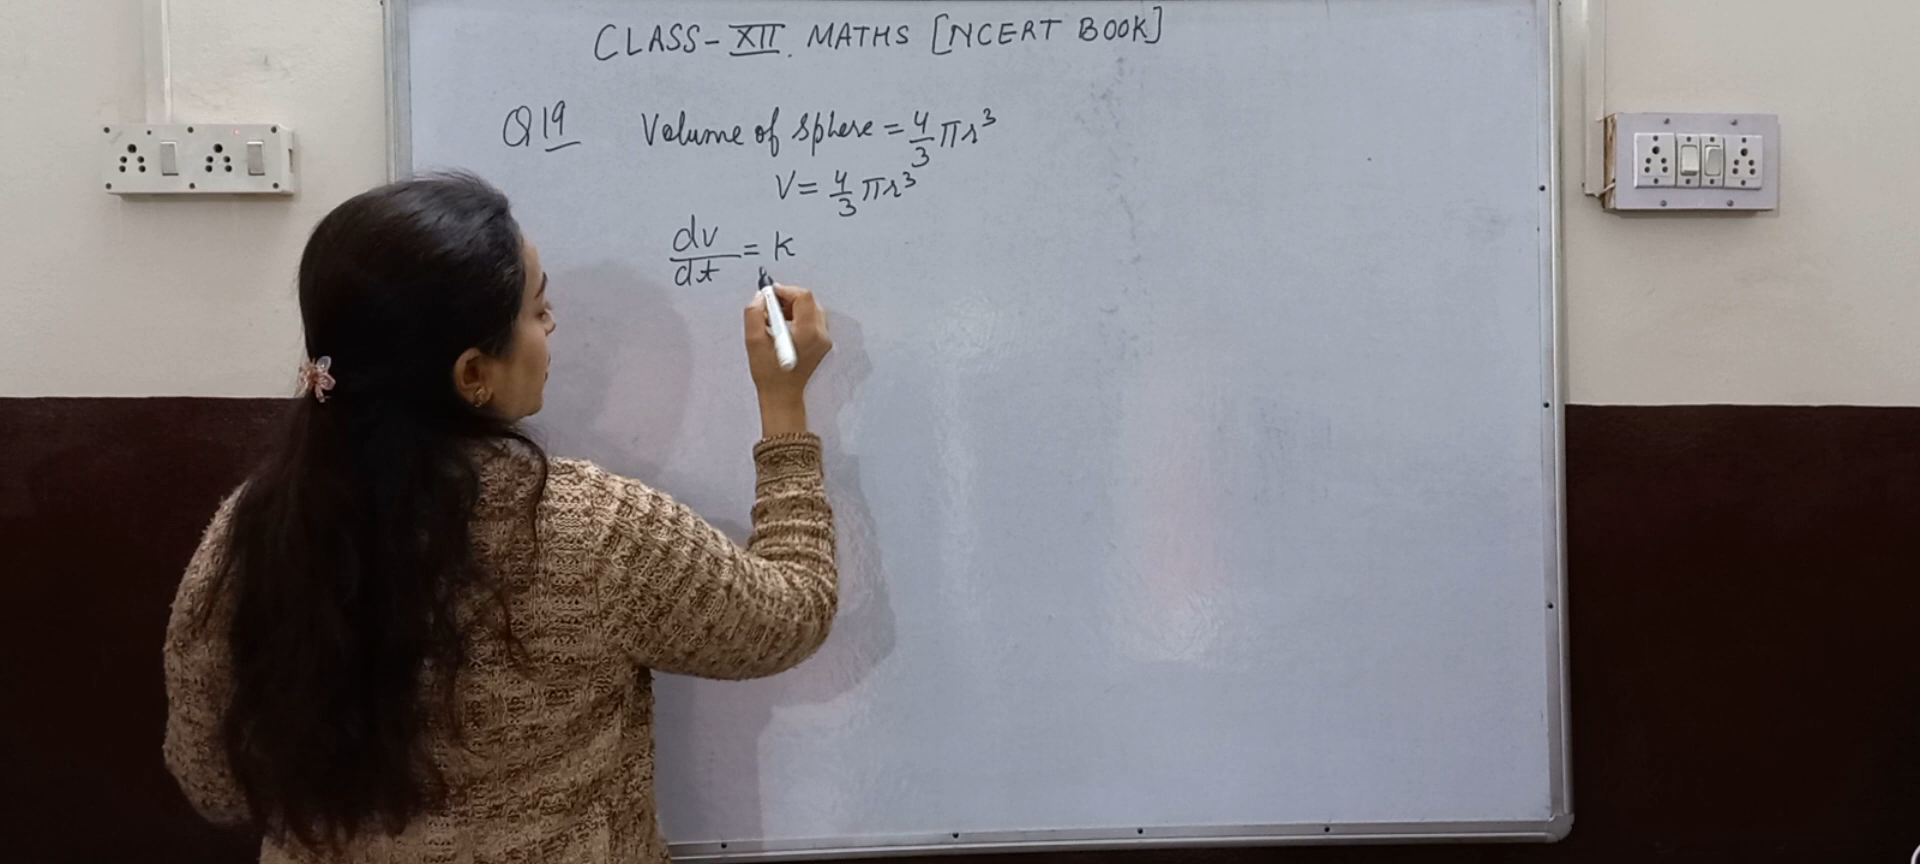 CLASS-XII. MATHS [NCERT BOOK]
Q19 Volume of sphere = 4/3 πr³
V = 4/3 πr³
dv/dt = k